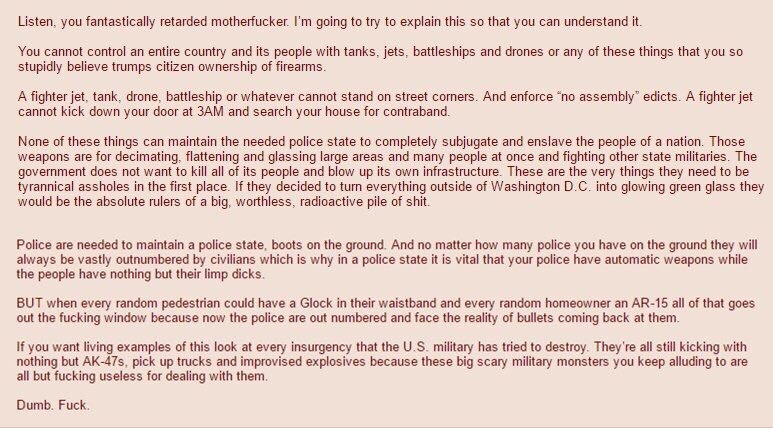 Listen, you fantastically retarded motherfucker. I'm going to try to explain this so that you can understand it.
You cannot control an entire country and its people with tanks, jets, battleships and drones or any of these things that you so
stupidly believe trumps citizen ownership of firearms.
A fighter jet, tank, drone, battleship or whatever cannot stand on street corners. And enforce “no assembly” edicts. A fighter jet
cannot kick down your door at 3AM and search your house for contraband.
None of these things can maintain the needed police state to completely subjugate and enslave the people of a nation. Those
weapons are for decimating, flattening and glassing large areas and many people at once and fighting other state militaries. The
government does not want to kill all of its people and blow up its own infrastructure. These are the very things they need to be
tyrannical assholes in the first place. If they decided to turn everything outside of Washington D.C. into glowing green glass they
would be the absolute rulers of a big, worthless, radioactive pile of shit.
Police are needed to maintain a police state, boots on the ground. And no matter how many police you have on the ground they will
always be vastly outnumbered by civilians which is why in a police state it is vital that your police have automatic weapons while
the people have nothing but their limp dicks.
BUT when every random pedestrian could have a Glock in their waistband and every random homeowner an AR-15 all of that goes
out the fucking window because now the police are out numbered and face the reality of bullets coming back at them.
If you want living examples of this look at every insurgency that the U.S. military has tried to destroy. They're all still kicking with
nothing but AK-47s, pick up trucks and improvised explosives because these big scary military monsters you keep alluding to are
all but fucking useless for dealing with them.
Dumb. Fuck.